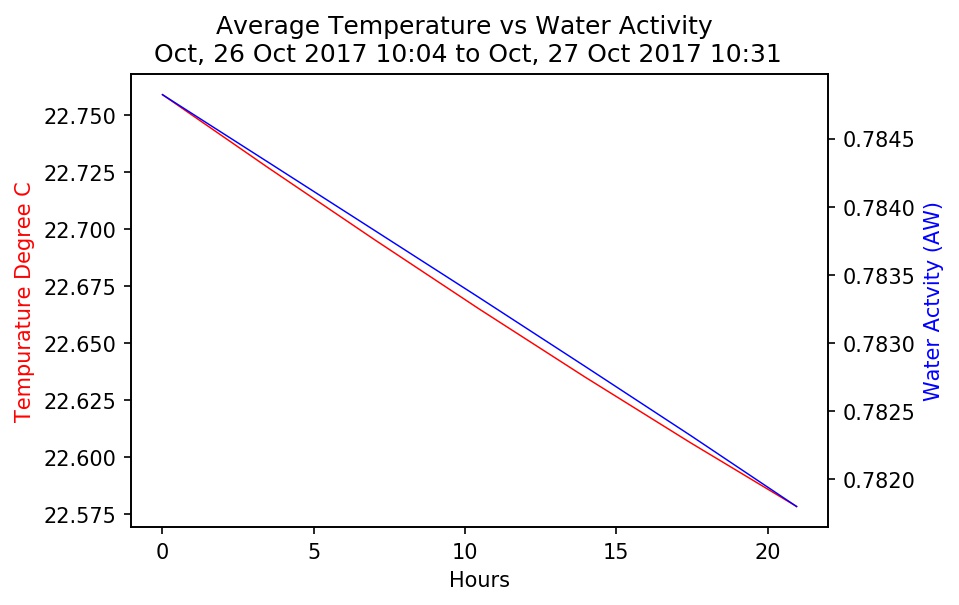 Average Temperature vs Water Activity
Oct, 26 Oct 2017 10:04 to Oct, 27 Oct 2017 10:31
Tempurature Degree C
22.750
22.725
22.700
22.675
22.650
22.625
22.600
22.575
0.7845
0.7840
0.7835
0.7830
0.7825
0.7820
Water Actvity (AW)
0 5 10 15 20
Hours